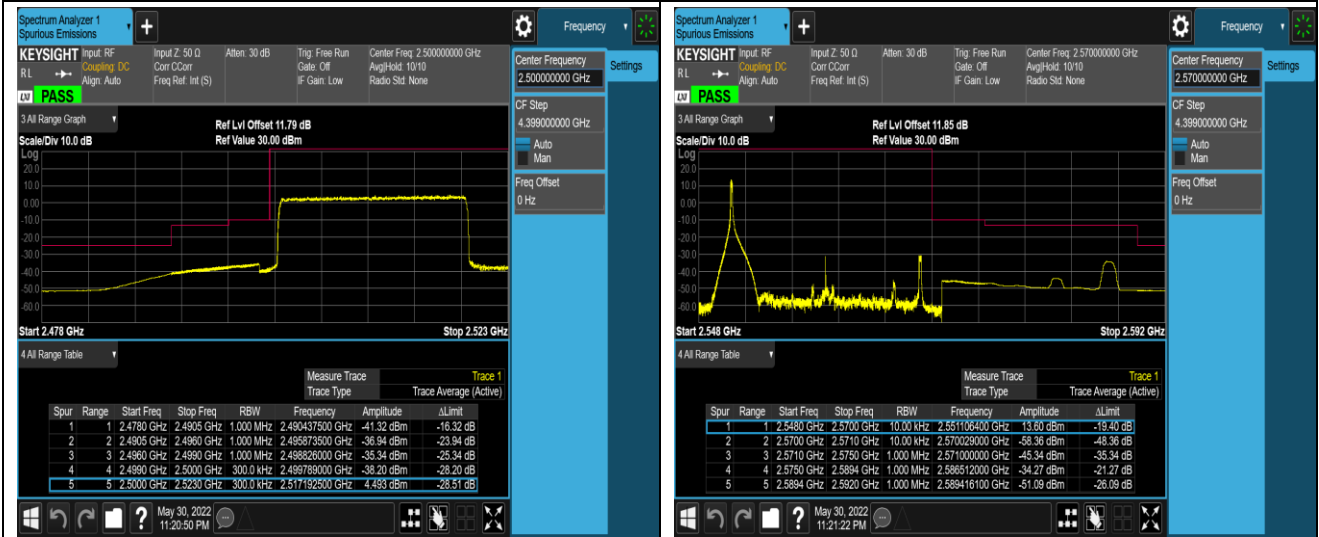 Spectrum Analyzer 1
Spurious Emissions
+
Frequency
KEYSIGHT Input: RF Input Z: 50 Ω Atten: 30 dB Trig: Free Run Center Freq: 2.500000000 GHz
RL Coupling: DC Corr CCorr Gate: Off Avg|Hold: 10/10
Align: Auto Freq Ref: Int (S) IF Gain: Low Radio Std: None
LXI PASS
3 All Range Graph
Ref Lvl Offset 11.79 dB
Scale/Div 10.0 dB Ref Value 30.00 dBm
Log
20.0
10.0
0.00
-10.0
-20.0
-30.0
-40.0
-50.0
-60.0
Start 2.478 GHz Stop 2.523 GHz
4 All Range Table
Measure Trace Trace 1
Trace Type Trace Average (Active)
Spur Range Start Freq Stop Freq RBW Frequency Amplitude ΔLimit
1 1 2.4780 GHz 2.4905 GHz 1.000 MHz 2.490437500 GHz -41.32 dBm -16.32 dB
2 2 2.4905 GHz 2.4960 GHz 1.000 MHz 2.495873500 GHz -36.94 dBm -23.94 dB
3 3 2.4960 GHz 2.4990 GHz 1.000 MHz 2.498826000 GHz -35.34 dBm -25.34 dB
4 4 2.4990 GHz 2.5000 GHz 300.0 kHz 2.499789000 GHz -38.20 dBm -28.20 dB
5 5 2.5000 GHz 2.5230 GHz 300.0 kHz 2.517192500 GHz 4.493 dBm -28.51 dB
? May 30, 2022
11:20:50 PM
Center Frequency
2.500000000 GHz
Settings
CF Step
4.399000000 GHz
Auto
Man
Freq Offset
0 Hz
Spectrum Analyzer 1
Spurious Emissions
+
Frequency
KEYSIGHT Input: RF Input Z: 50 Ω Atten: 30 dB Trig: Free Run Center Freq: 2.570000000 GHz
RL Coupling: DC Corr CCorr Gate: Off Avg|Hold: 10/10
Align: Auto Freq Ref: Int (S) IF Gain: Low Radio Std: None
LXI PASS
3 All Range Graph
Ref Lvl Offset 11.85 dB
Scale/Div 10.0 dB Ref Value 30.00 dBm
Log
20.0
10.0
0.00
-10.0
-20.0
-30.0
-40.0
-50.0
-60.0
Start 2.548 GHz Stop 2.592 GHz
4 All Range Table
Measure Trace Trace 1
Trace Type Trace Average (Active)
Spur Range Start Freq Stop Freq RBW Frequency Amplitude ΔLimit
1 1 2.5480 GHz 2.5700 GHz 10.00 kHz 2.551106400 GHz 13.60 dBm -19.40 dB
2 2 2.5700 GHz 2.5710 GHz 10.00 kHz 2.570029000 GHz -58.36 dBm -48.36 dB
3 3 2.5710 GHz 2.5750 GHz 1.000 MHz 2.571000000 GHz -45.34 dBm -35.34 dB
4 4 2.5750 GHz 2.5894 GHz 1.000 MHz 2.586512000 GHz -34.27 dBm -21.27 dB
5 5 2.5894 GHz 2.5920 GHz 1.000 MHz 2.589416100 GHz -51.09 dBm -26.09 dB
? May 30, 2022
11:21:22 PM
Center Frequency
2.570000000 GHz
Settings
CF Step
4.399000000 GHz
Auto
Man
Freq Offset
0 Hz